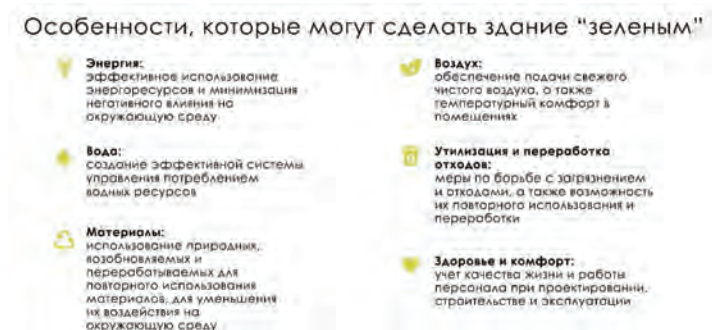 Особенности, которые могут сделать здание “зеленым”
Энергия:
эффективное использование
энергоресурсов и минимизация
негативного влияния на
окружающую среду
Вода:
создание эффективной системы
управления потреблением
водных ресурсов
Материалы:
использование природных,
возобновляемых и
перерабатываемых для
повторного использования
материалов, для уменьшения
их воздействия на
окружающую среду
Воздух:
обеспечение подачи свежего
чистого воздуха, а также
температурный комфорт в
помещениях
Утилизация и переработка
отходов:
меры по борьбе с загрязнением
и отходами, а также возможность
их повторного использования и
переработки
Здоровье и комфорт:
учет качества жизни и работы
персонала при проектировании,
строительстве и эксплуатации